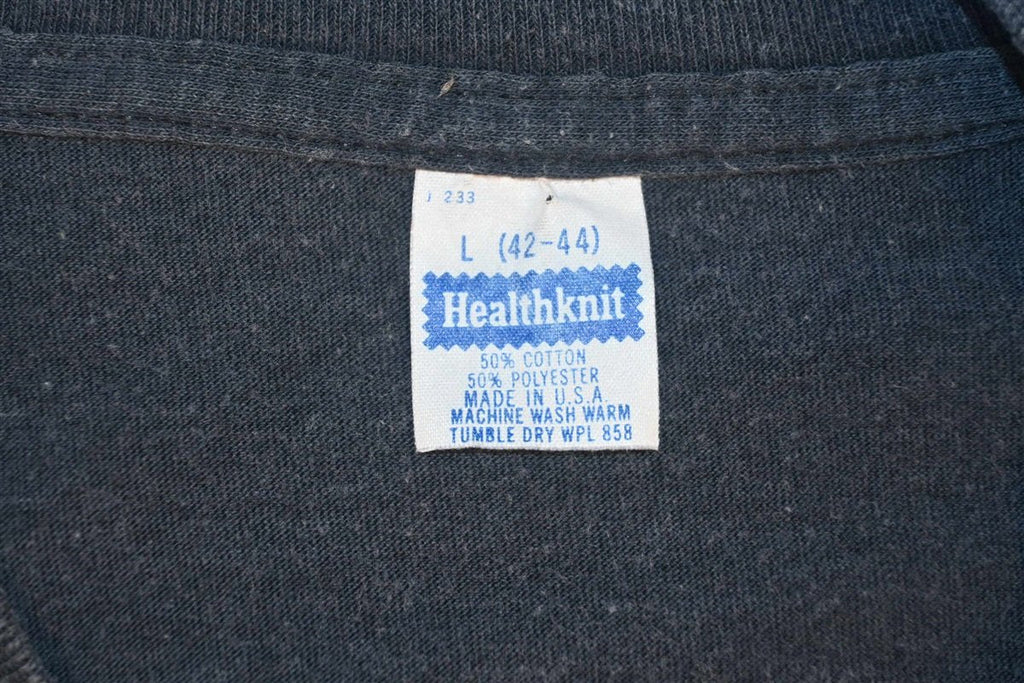 233
L (42-44)
Healthknit
50% COTTON
50% POLYESTER
MADE IN U.S.A.
MACHINE WASH WARM
TUMBLE DRY WPL 858